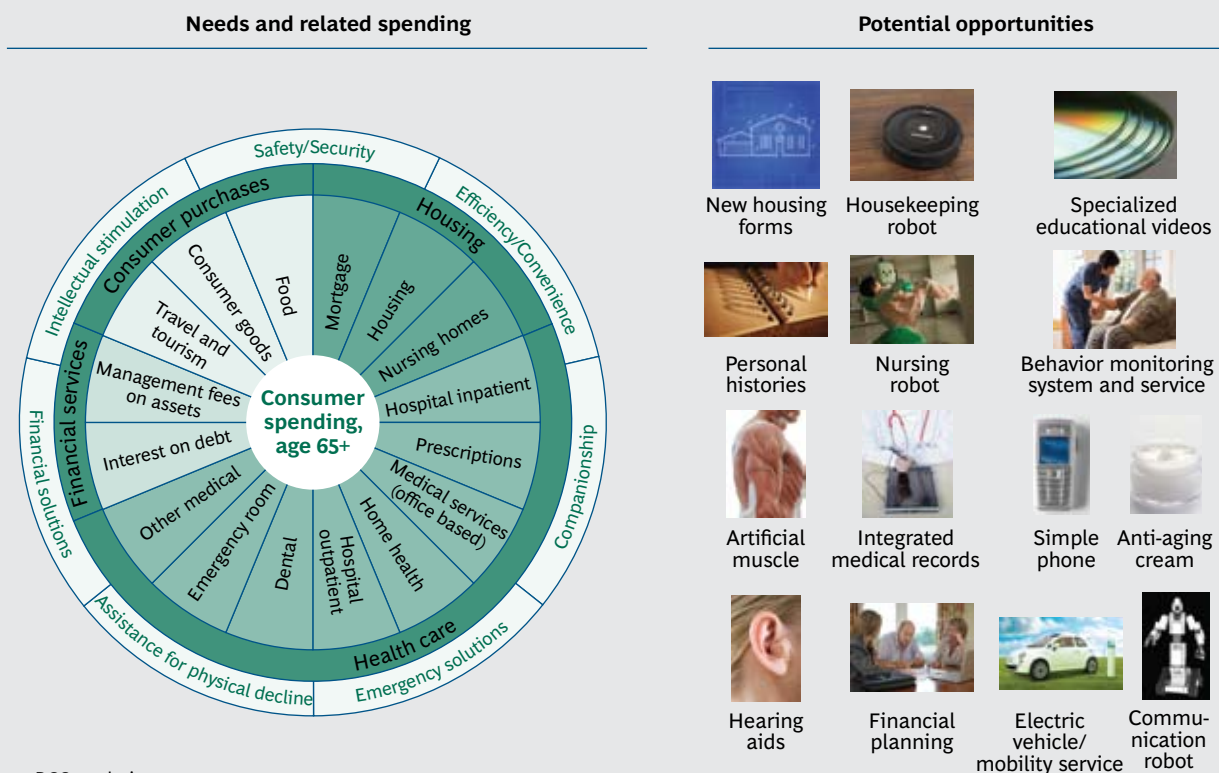 Needs and related spending
Potential opportunities
Safety/Security
Efficiency/Convenience
Companionship
Emergency solutions
Assistance for physical decline
Financial solutions
Intellectual stimulation
Consumer purchases
Housing
Health care
Financial services
Mortgage
Housing
Nursing homes
Hospital inpatient
Prescriptions
Medical services
(office based)
Home health
Hospital
outpatient
Dental
Emergency room
Other medical
Interest on debt
Management fees
on assets
Travel and
tourism
Consumer goods
Food
Consumer
spending,
age 65+
New housing
forms
Housekeeping
robot
Specialized
educational videos
Personal
histories
Nursing
robot
Behavior monitoring
system and service
Artificial
muscle
Integrated
medical records
Simple
phone
Anti-aging
cream
Hearing
aids
Financial
planning
Electric
vehicle/
mobility service
Commu-
nication
robot